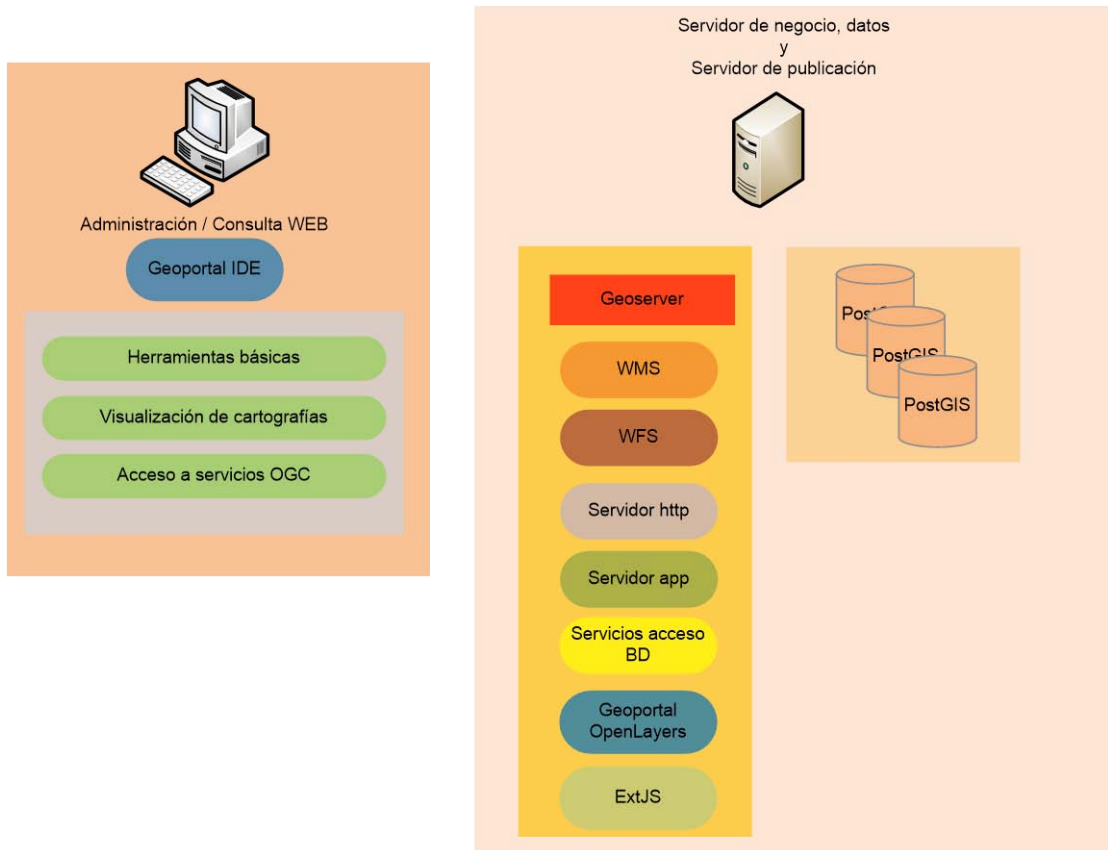 Administración / Consulta WEB
Geoportal IDE
Herramientas básicas
Visualización de cartografías
Acceso a servicios OGC
Servidor de negocio, datos
y
Servidor de publicación
Geoserver
WMS
WFS
Servidor http
Servidor app
Servicios acceso
BD
Geoportal
OpenLayers
ExtJS
PostGIS
PostGIS